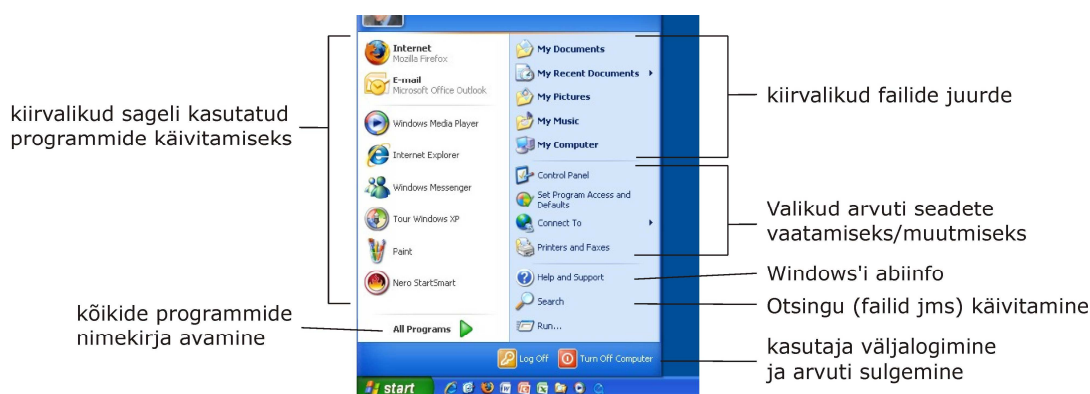 kiirvalikud sageli kasutatud
programmide käivitamiseks
kõikide programmide
nimekirja avamine
Internet
Mozilla Firefox
E-mail
Microsoft Office Outlook
Windows Media Player
Internet Explorer
Windows Messenger
Tour Windows XP
Paint
Nero StartSmart
All Programs
My Documents
My Recent Documents
My Pictures
My Music
My Computer
Control Panel
Set Program Access and
Defaults
Connect To
Printers and Faxes
Help and Support
Search
Run...
Log Off
Turn Off Computer
start
kiirvalikud failide juurde
Valikud arvuti seadete
vaatamiseks/muutmiseks
Windows'i abiinfo
Otsingu (failid jms) käivitamine
kasutaja väljalogimine
ja arvuti sulgemine